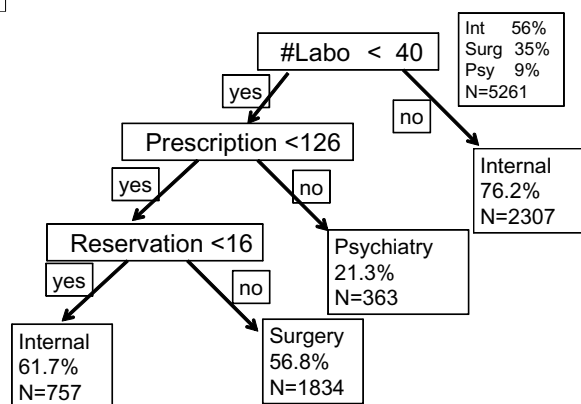 #Labo < 40
Int 56%
Surg 35%
Psy 9%
N=5261
yes
no
Prescription <126
Internal
76.2%
N=2307
yes
no
Reservation <16
Psychiatry
21.3%
N=363
yes
no
Internal
61.7%
N=757
Surgery
56.8%
N=1834